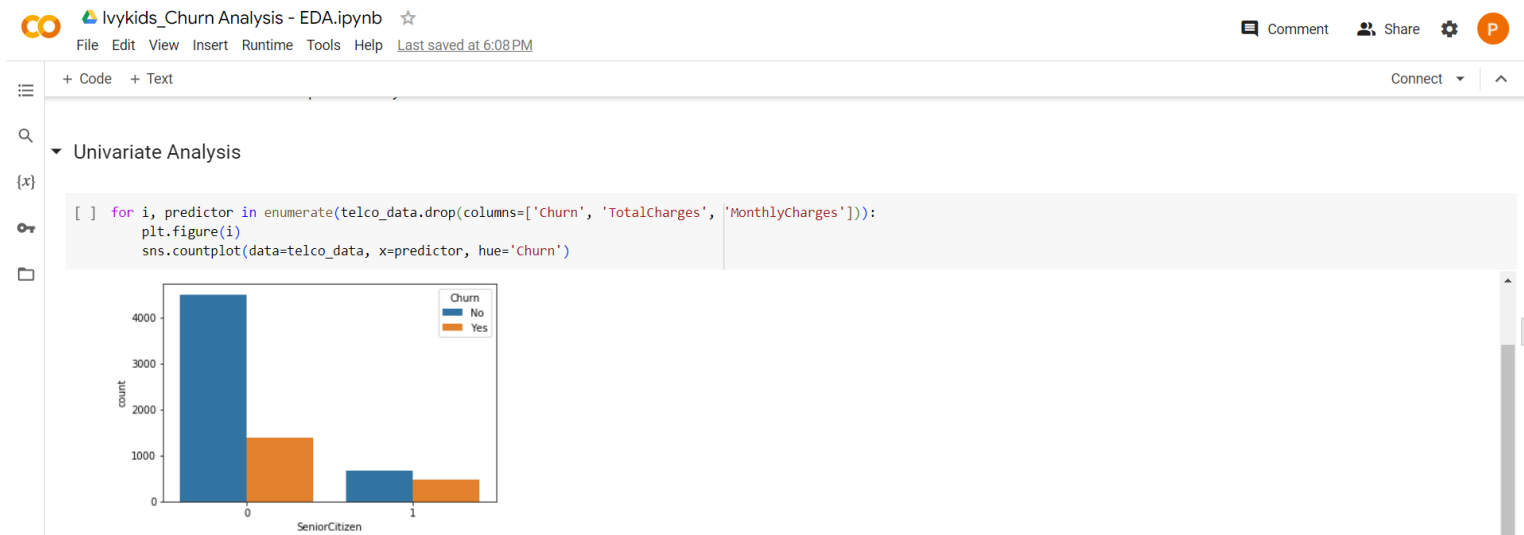 Ivykids_Churn Analysis - EDA.ipynb
Comment
Share
P
File Edit View Insert Runtime Tools Help Last saved at 6:08 PM
+ Code + Text
Connect
Univariate Analysis
{x}
[ ] for i, predictor in enumerate(telco_data.drop(columns=['Churn', 'TotalCharges', 'MonthlyCharges'])):
plt.figure(i)
sns.countplot(data=telco_data, x=predictor, hue='Churn')
Churn
No
Yes
4000
3000
2000
1000
0
count
0 1
SeniorCitizen